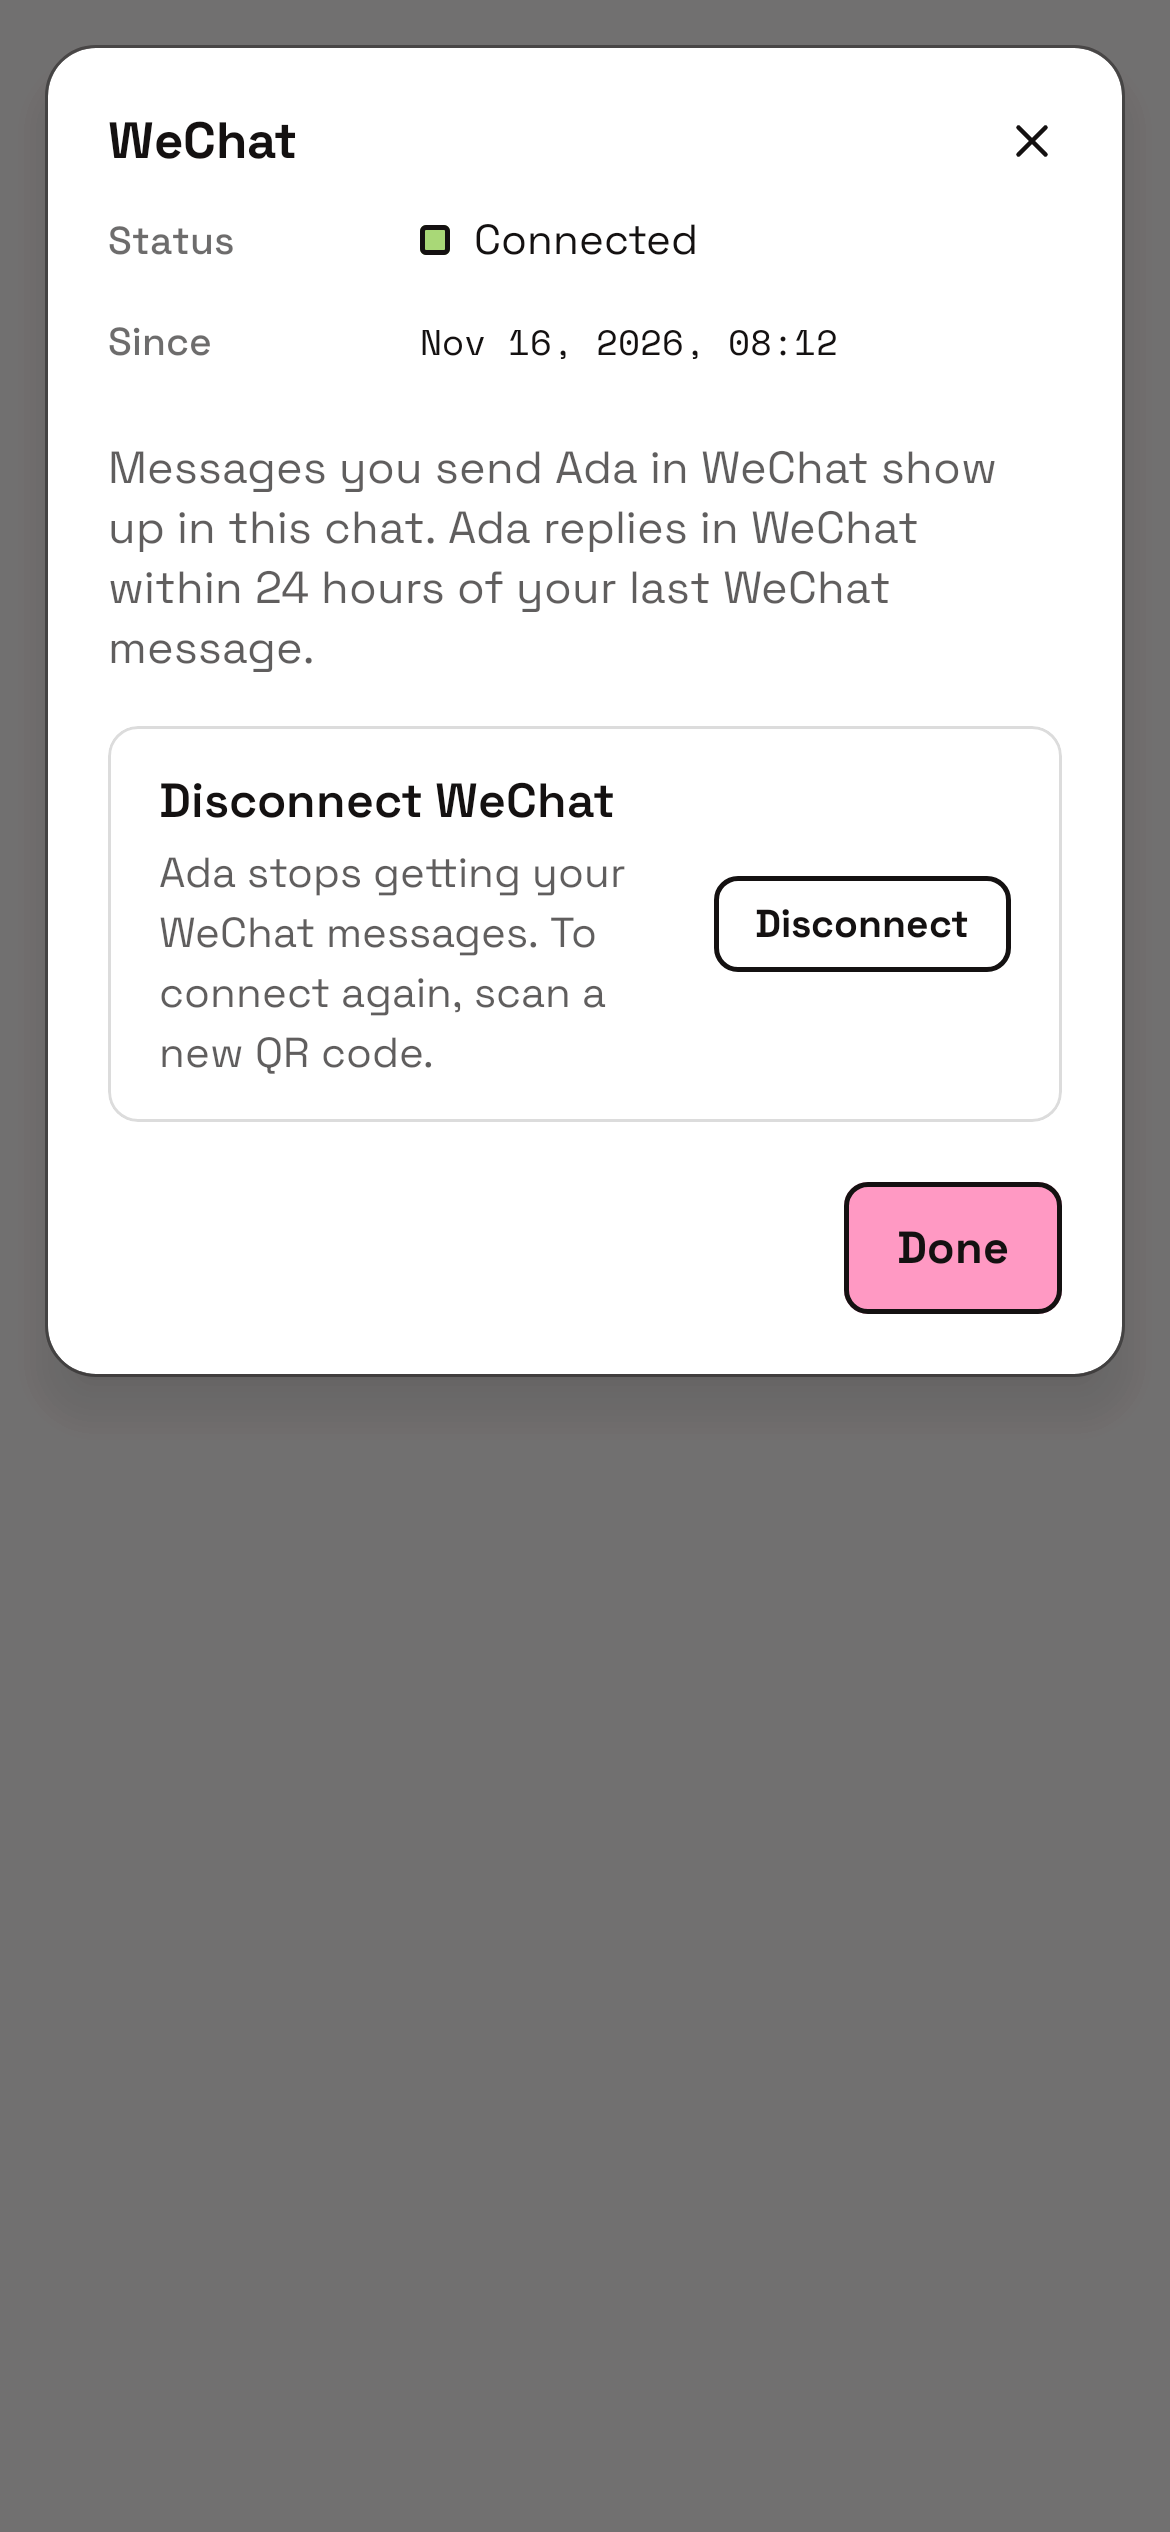 WeChat
Status Connected
Since Nov 16, 2026, 08:12
Messages you send Ada in WeChat show
up in this chat. Ada replies in WeChat
within 24 hours of your last WeChat
message.
Disconnect WeChat
Ada stops getting your
WeChat messages. To
connect again, scan a
new QR code.
Disconnect
Done